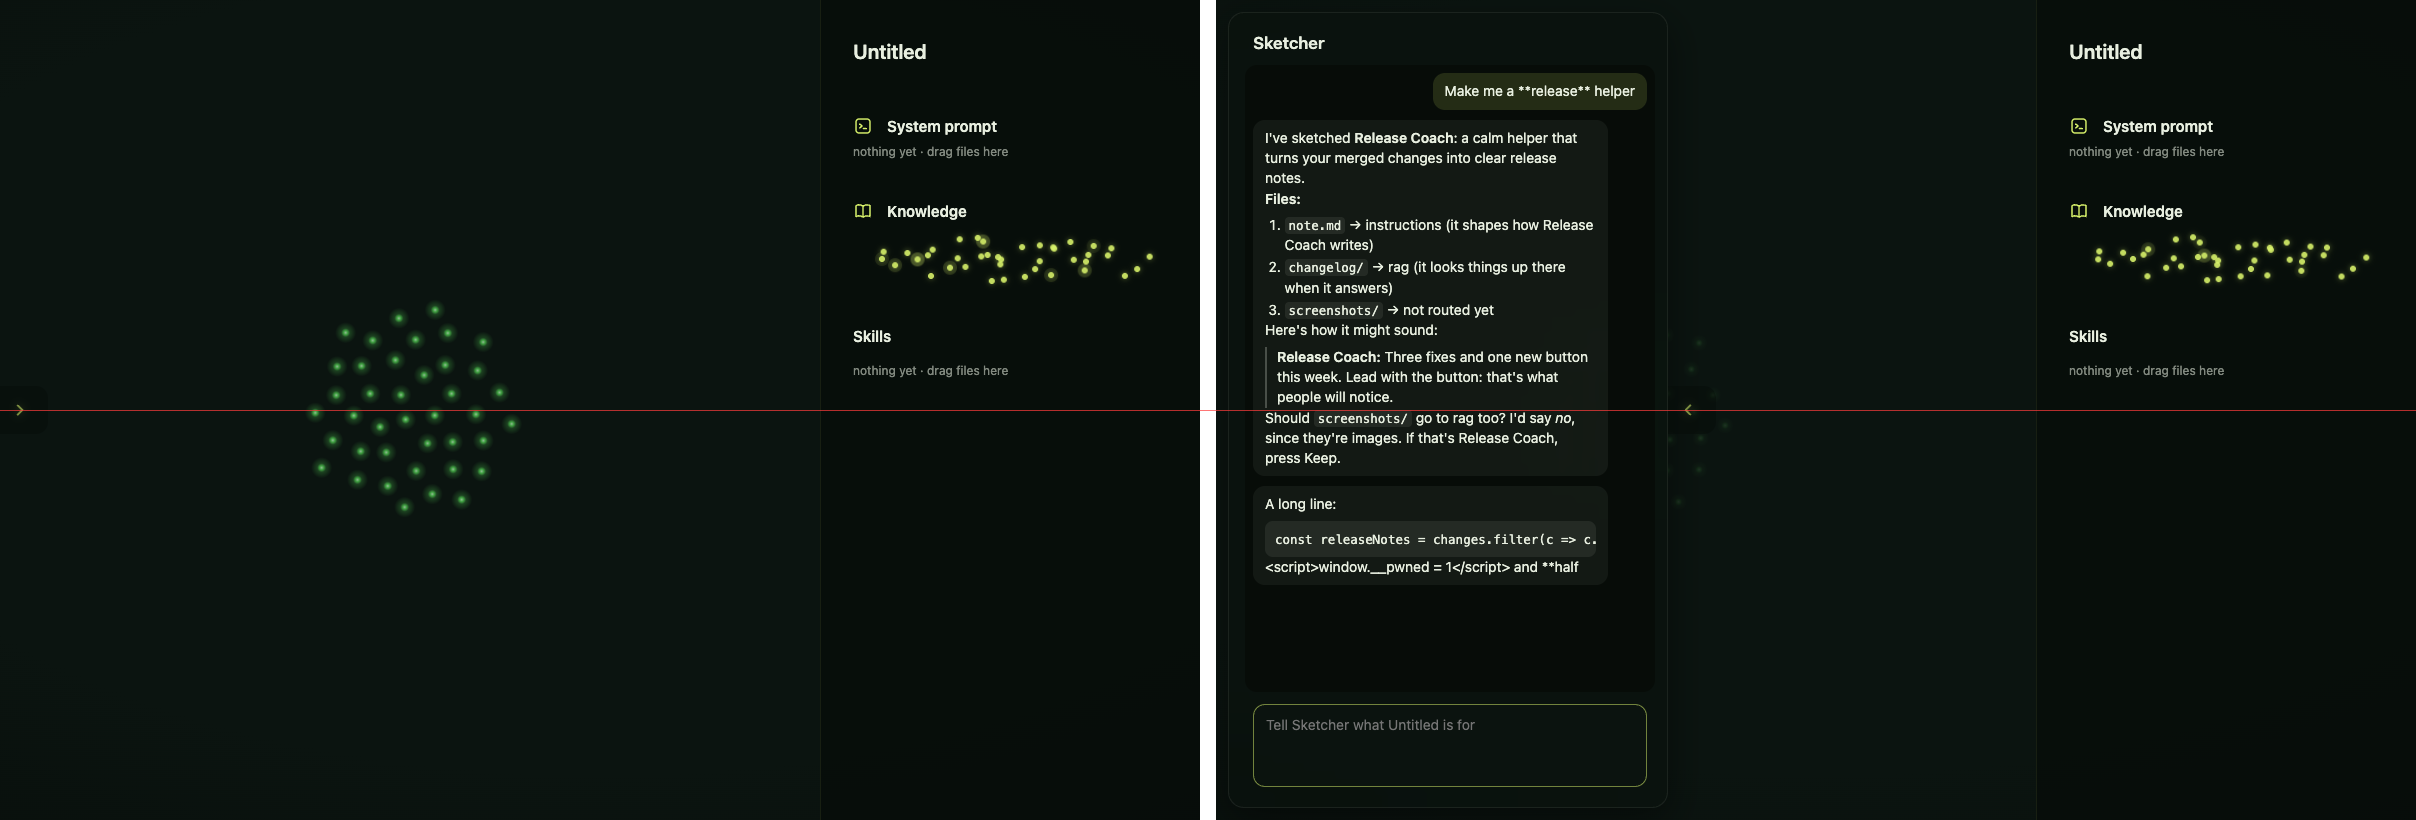 Untitled
System prompt
nothing yet · drag files here
Knowledge
Skills
nothing yet · drag files here
Sketcher
Make me a **release** helper
I've sketched Release Coach: a calm helper that
turns your merged changes into clear release
notes.
Files:
1. note.md → instructions (it shapes how Release
Coach writes)
2. changelog/ → rag (it looks things up there
when it answers)
3. screenshots/ → not routed yet
Here's how it might sound:
Release Coach: Three fixes and one new button
this week. Lead with the button: that's what
people will notice.
Should screenshots/ go to rag too? I'd say no,
since they're images. If that's Release Coach,
press Keep.
A long line:
const releaseNotes = changes.filter(c => c.
<script>window.__pwned = 1</script> and **half
Tell Sketcher what Untitled is for
Untitled
System prompt
nothing yet · drag files here
Knowledge
Skills
nothing yet · drag files here